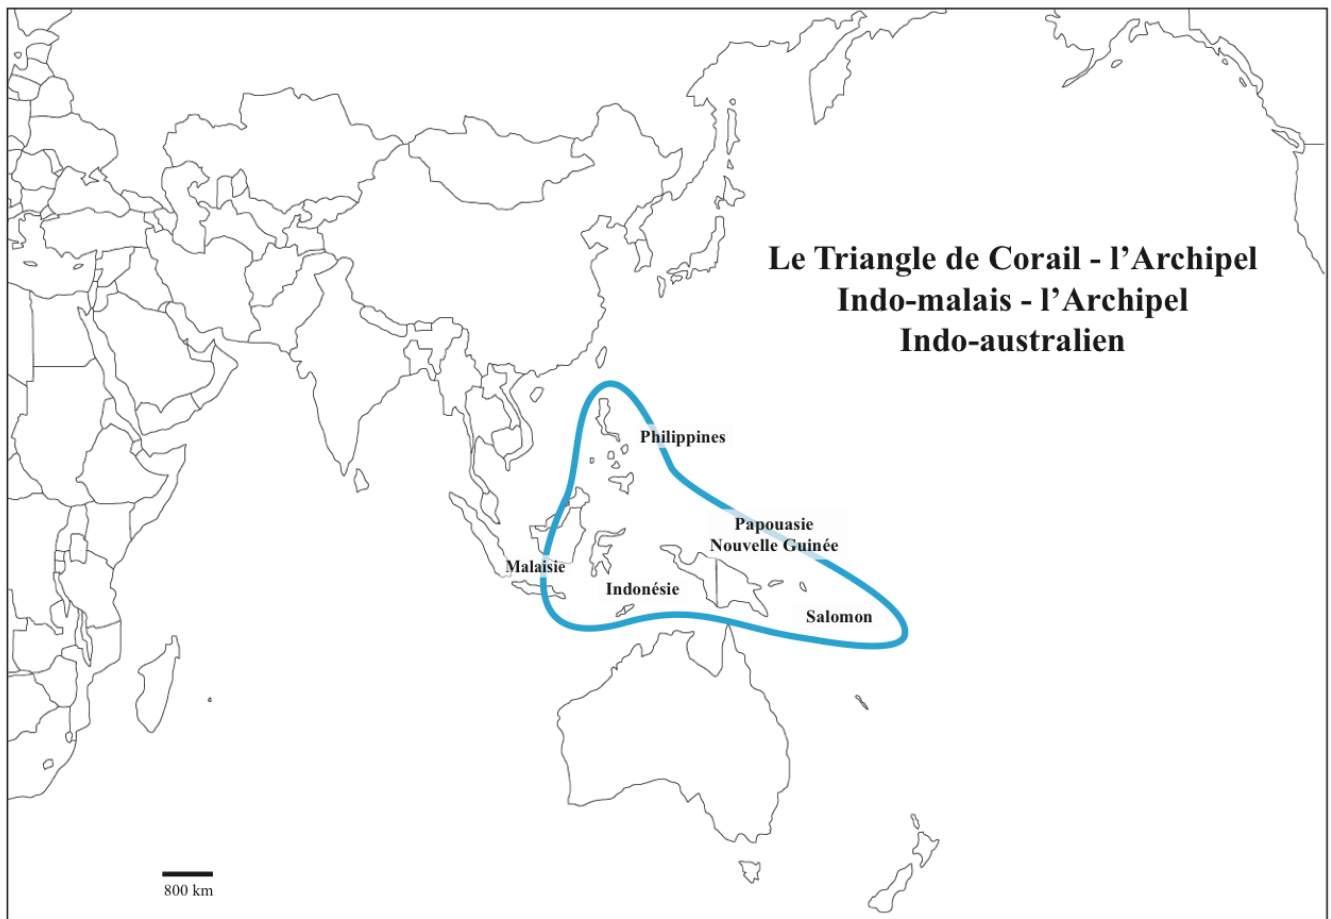 Le Triangle de Corail - l’Archipel
Indo-malais - l’Archipel
Indo-australien
Philippines
Papouasie
Nouvelle Guinée
Malaisie
Indonésie
Salomon
800 km